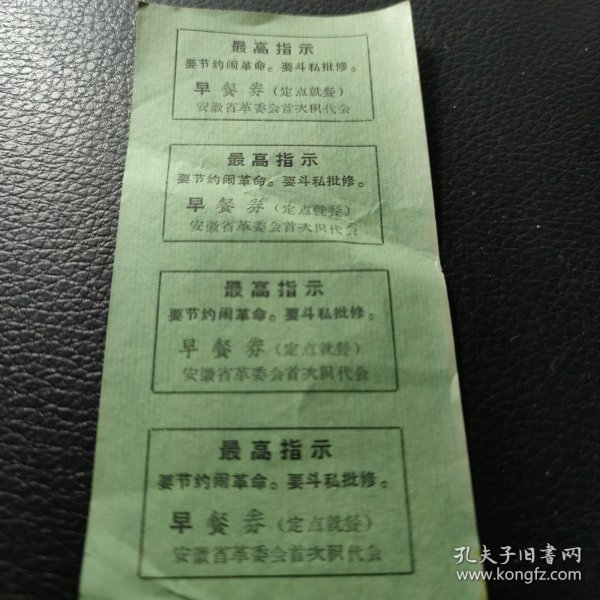 最高指示
要节约闹革命。要斗私批修。
早餐券(定点就餐)
安徽省革委会首次积代会
最高指示
要节约闹革命。要斗私批修。
早餐券(定点就餐)
安徽省革委会首次积代会
最高指示
要节约闹革命。要斗私批修。
早餐券(定点就餐)
安徽省革委会首次积代会
最高指示
要节约闹革命。要斗私批修。
早餐券(定点就餐)
安徽省革委会首次积代会
孔夫子旧书网
www.kongfz.com